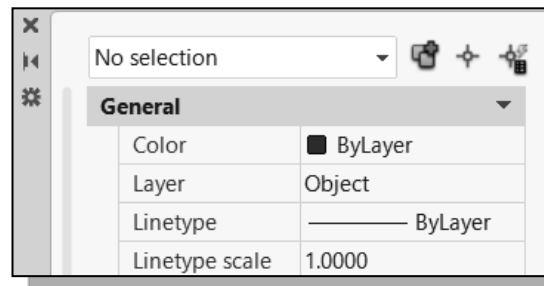 No selection
General
Color ByLayer
Layer Object
Linetype ByLayer
Linetype scale 1.0000